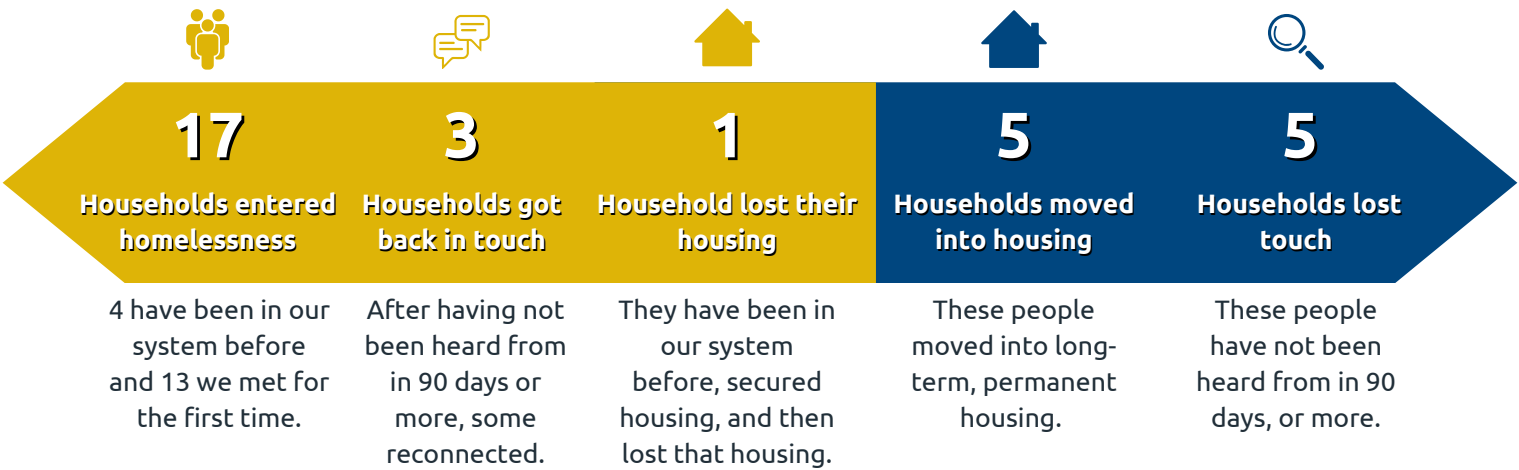 17
Households entered
homelessness
4 have been in our
system before
and 13 we met for
the first time.
3
Households got
back in touch
After having not
been heard from
in 90 days or
more, some
reconnected.
1
Household lost their
housing
They have been in
our system
before, secured
housing, and then
lost that housing.
5
Households moved
into housing
These people
moved into long-
term, permanent
housing.
5
Households lost
touch
These people
have not been
heard from in 90
days, or more.